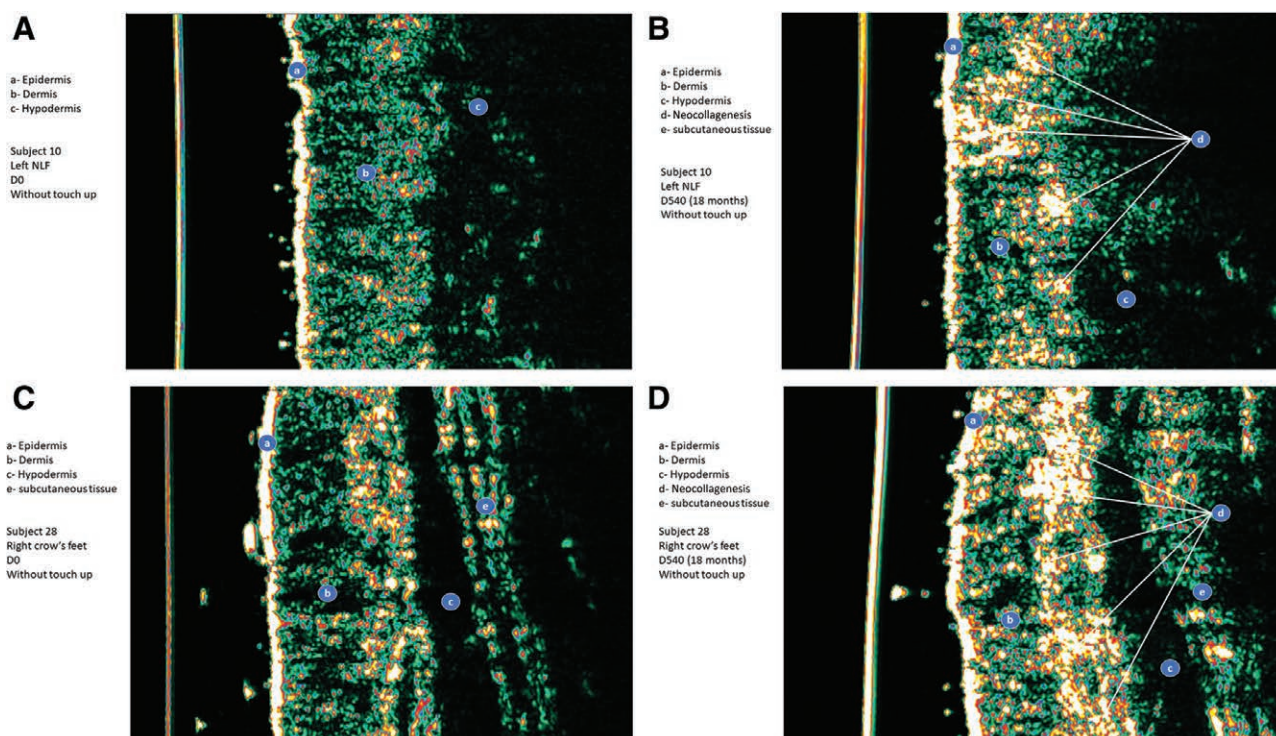 A
a- Epidermis
b- Dermis
c- Hypodermis
Subject 10
Left NLF
D0
Without touch up
a
b
c
B
a- Epidermis
b- Dermis
c- Hypodermis
d- Neocollagenesis
e- subcutaneous tissue
Subject 10
Left NLF
D540 (18 months)
Without touch up
a
d
b
c
C
a- Epidermis
b- Dermis
c- Hypodermis
e- subcutaneous tissue
Subject 28
Right crow's feet
D0
Without touch up
a
e
b
c
D
a- Epidermis
b- Dermis
c- Hypodermis
d- Neocollagenesis
e- subcutaneous tissue
Subject 28
Right crow's feet
D540 (18 months)
Without touch up
a
d
e
b
c